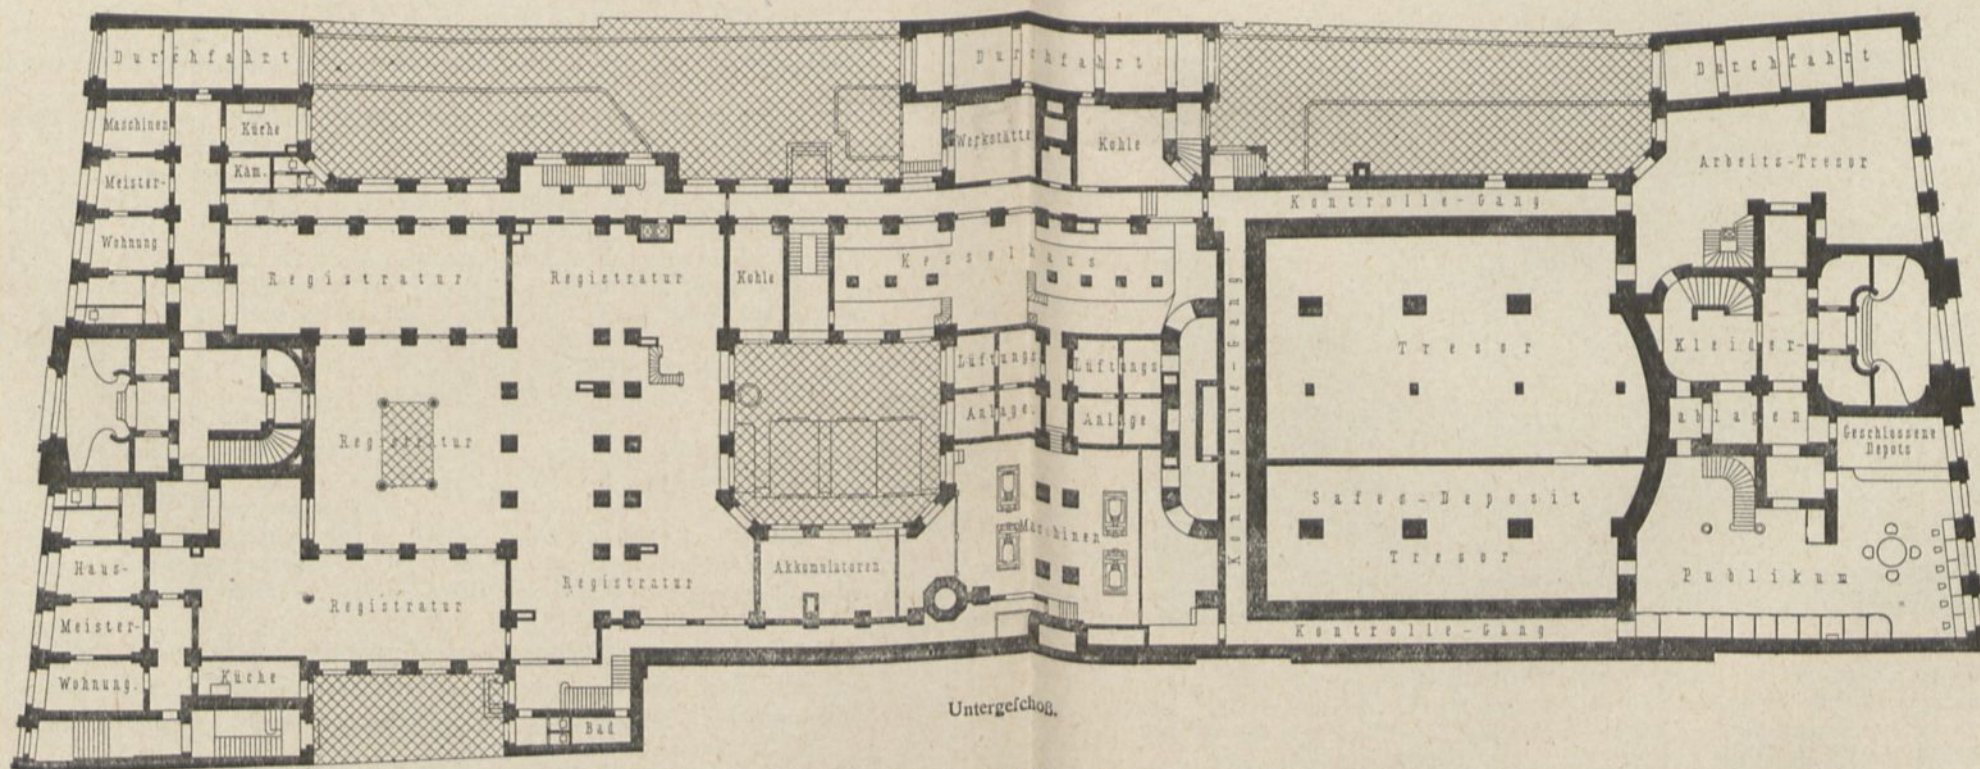 Durchfahrt
Durchfahrt
Durchfahrt
Maschinen
Meister-
Wohnung
Küche
Kam.
Werkstätte
Kohle
Arbeits-Tresor
Kontrolle-Gang
Registratur
Registratur
Kohle
Kesselhaus
Kontrolle-Gang
Tresor
Kleider-
ablagen
Lüftungs
Anlage.
Lüftungs
Anlage
Registratur
Geschlossene
Depots
Safes-Deposit
Tresor
Maschinen
Akkumulatoren
Haus-
Meister-
Wohnung.
Registratur
Registratur
Publikum
Kontrolle-Gang
Küche
Bad
Untergeſchoß.